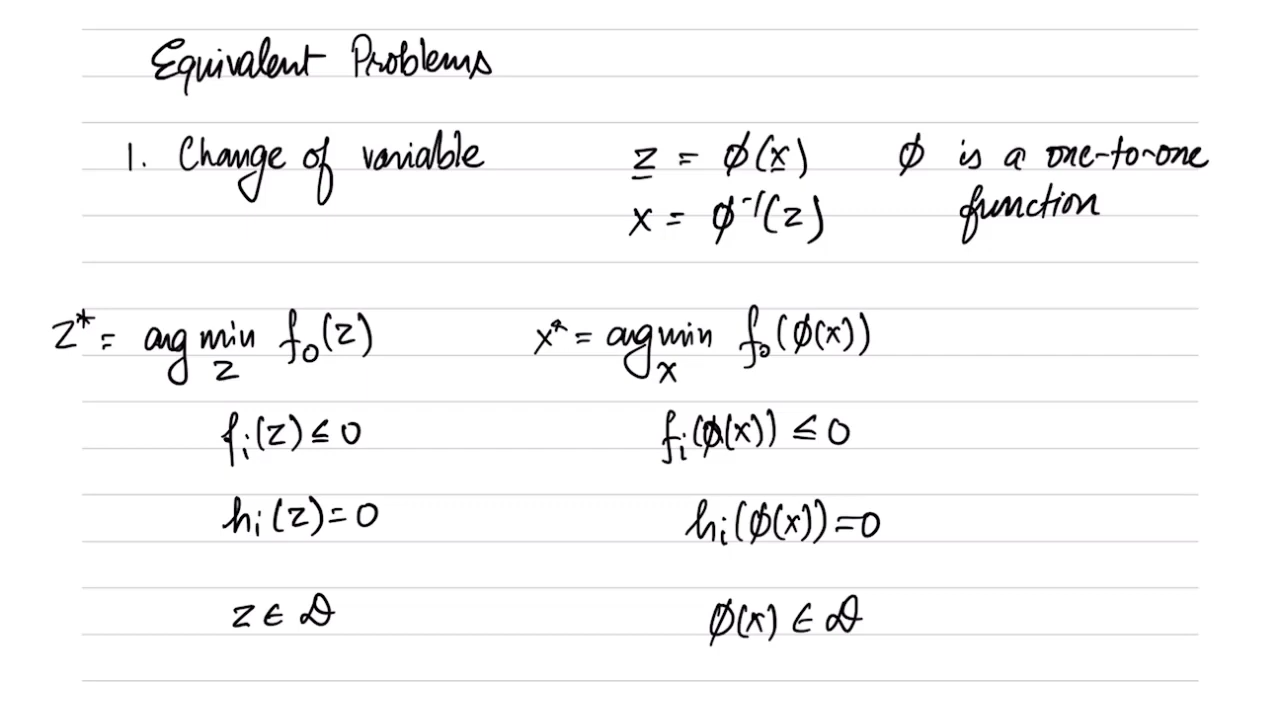 Equivalent Problems
1. Change of variable z = ϕ(x) ϕ is a one-to-one
x = ϕ⁻¹(z) function
z* = arg min f₀(z) x* = arg min f₀(ϕ(x))
z x
fᵢ(z) ≤ 0 fᵢ(ϕ(x)) ≤ 0
hᵢ(z) = 0 hᵢ(ϕ(x)) = 0
z ∈ 𝒟 ϕ(x) ∈ 𝒟